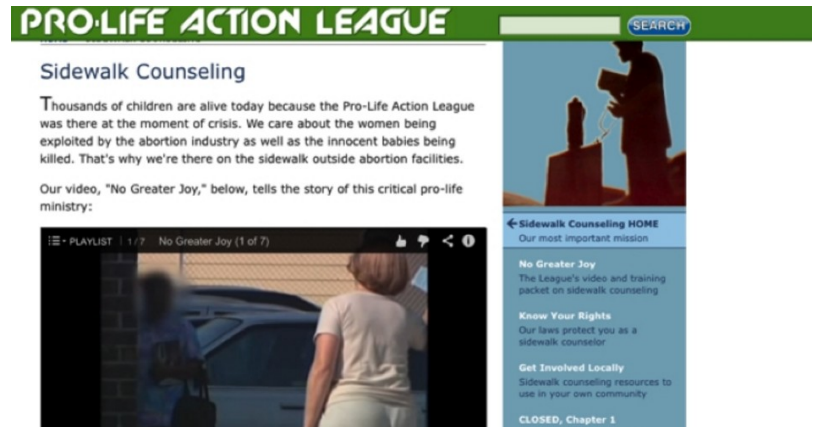 PRO-LIFE ACTION LEAGUE
SEARCH
Sidewalk Counseling
Thousands of children are alive today because the Pro-Life Action League
was there at the moment of crisis. We care about the women being
exploited by the abortion industry as well as the innocent babies being
killed. That's why we're there on the sidewalk outside abortion facilities.
Our video, "No Greater Joy," below, tells the story of this critical pro-life
ministry:
PLAYLIST | 1/7 No Greater Joy (1 of 7)
Sidewalk Counseling HOME
Our most important mission
No Greater Joy
The League's video and training
packet on sidewalk counseling
Know Your Rights
Our laws protect you as a
sidewalk counselor
Get Involved Locally
Sidewalk counseling resources to
use in your own community
CLOSED, Chapter 1